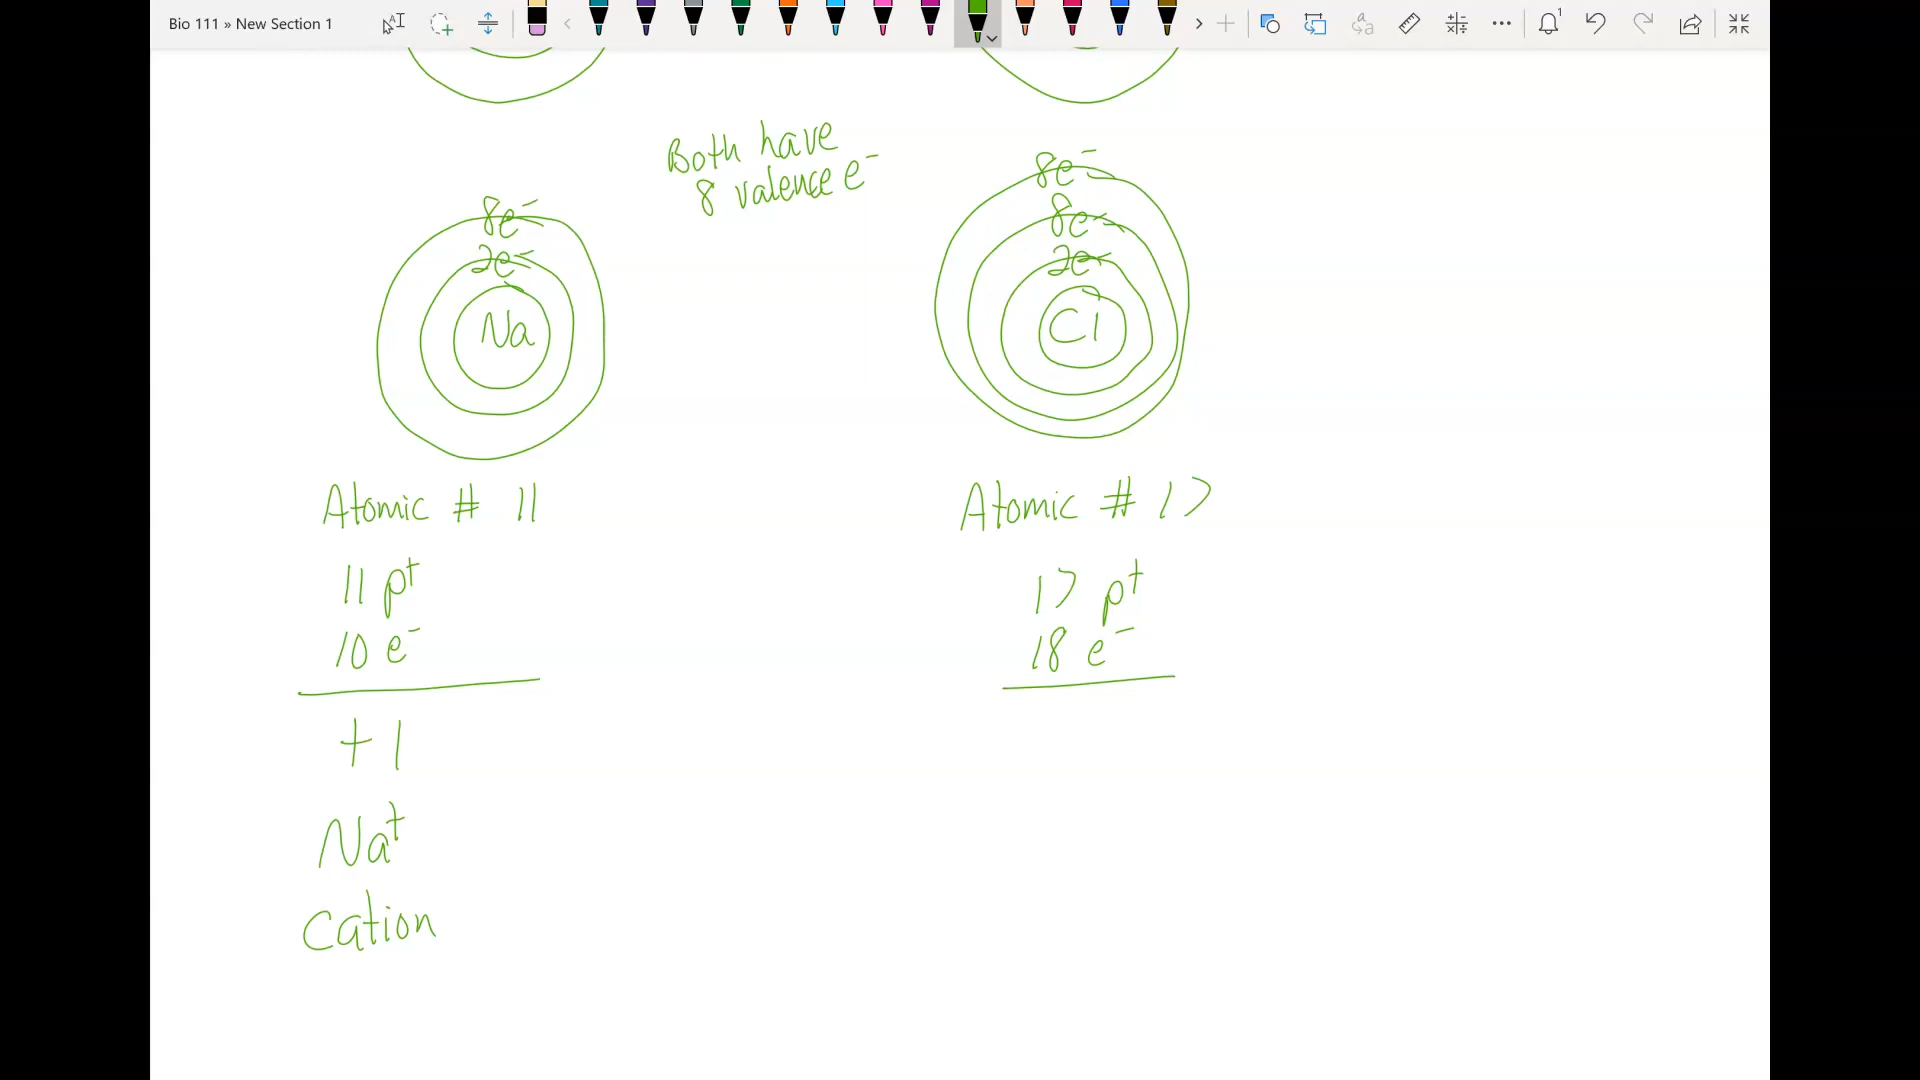 Bio 111 » New Section 1
Both have
8 valence e⁻
8e⁻
2e⁻
Na
8e⁻
8e⁻
2e⁻
Cl
Atomic # 11
11 p⁺
10 e⁻
+1
Na⁺
Cation
Atomic # 17
17 p⁺
18 e⁻